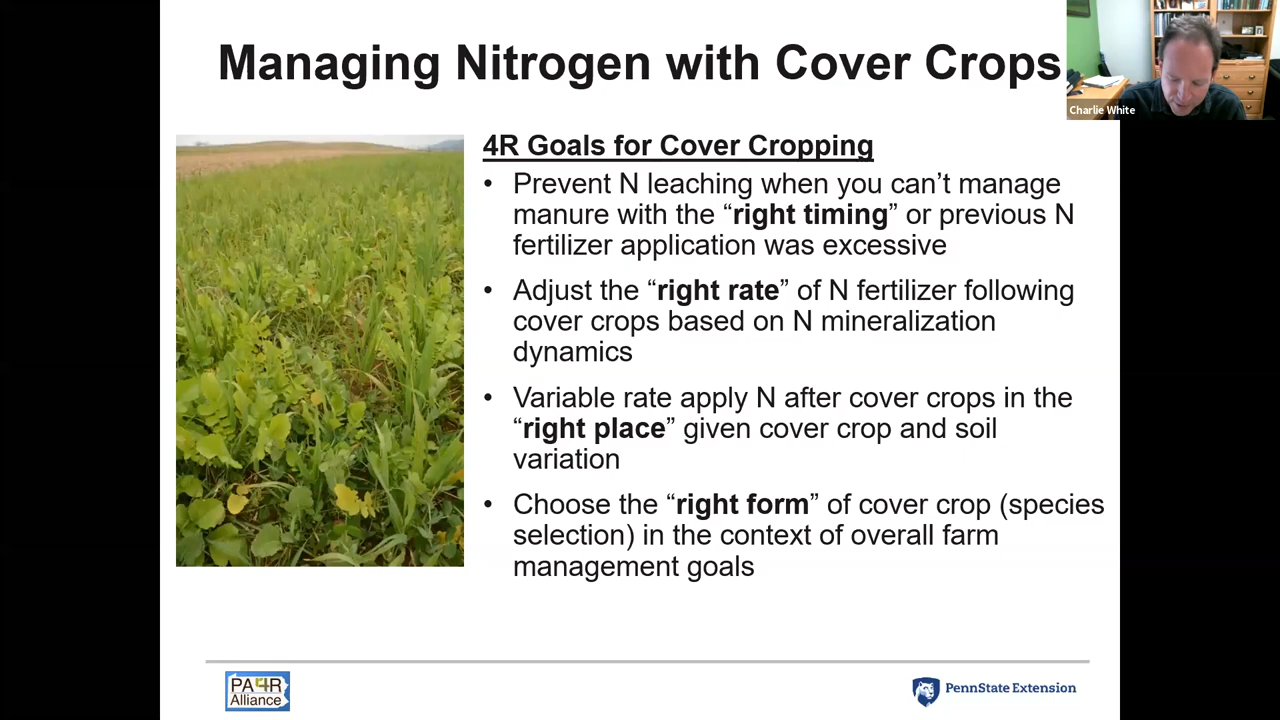 Managing Nitrogen with Cover Crops
Charlie White
4R Goals for Cover Cropping
• Prevent N leaching when you can’t manage
manure with the “right timing” or previous N
fertilizer application was excessive
• Adjust the “right rate” of N fertilizer following
cover crops based on N mineralization
dynamics
• Variable rate apply N after cover crops in the
“right place” given cover crop and soil
variation
• Choose the “right form” of cover crop (species
selection) in the context of overall farm
management goals
PA4R
Alliance
PennState Extension